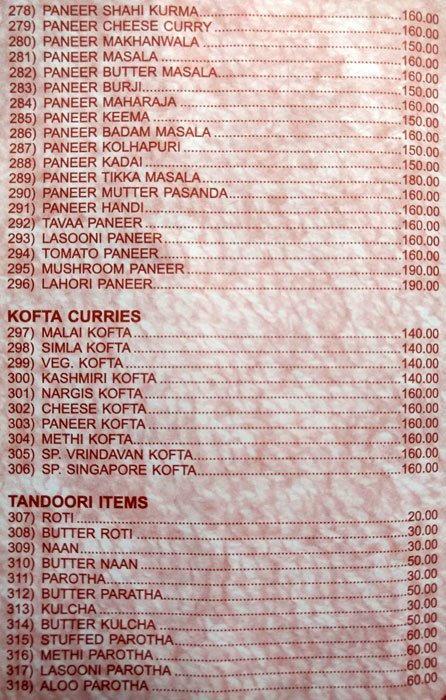 278) PANEER SHAHI KURMA 160.00
279) PANEER CHEESE CURRY 160.00
280) PANEER MAKHANWALA 150.00
281) PANEER MASALA 150.00
282) PANEER BUTTER MASALA 150.00
283) PANEER BURJI 150.00
284) PANEER MAHARAJA 160.00
285) PANEER KEEMA 160.00
286) PANEER BADAM MASALA 160.00
287) PANEER KOLHAPURI 150.00
288) PANEER KADAI 150.00
289) PANEER TIKKA MASALA 180.00
290) PANEER MUTTER PASANDA 160.00
291) PANEER HANDI 160.00
292) TAVAA PANEER 160.00
293) LASOONI PANEER 160.00
294) TOMATO PANEER 160.00
295) MUSHROOM PANEER 190.00
296) LAHORI PANEER 190.00
KOFTA CURRIES
297) MALAI KOFTA 140.00
298) SIMLA KOFTA 140.00
299) VEG. KOFTA 140.00
300) KASHMIRI KOFTA 140.00
301) NARGIS KOFTA 160.00
302) CHEESE KOFTA 160.00
303) PANEER KOFTA 160.00
304) METHI KOFTA 160.00
305) SP. VRINDAVAN KOFTA 160.00
306) SP. SINGAPORE KOFTA 160.00
TANDOORI ITEMS
307) ROTI 20.00
308) BUTTER ROTI 30.00
309) NAAN 30.00
310) BUTTER NAAN 50.00
311) PAROTHA 30.00
312) BUTTER PARATHA 50.00
313) KULCHA 30.00
314) BUTTER KULCHA 50.00
315) STUFFED PAROTHA 60.00
316) METHI PAROTHA 60.00
317) LASOONI PAROTHA 60.00
318) ALOO PAROTHA 60.00